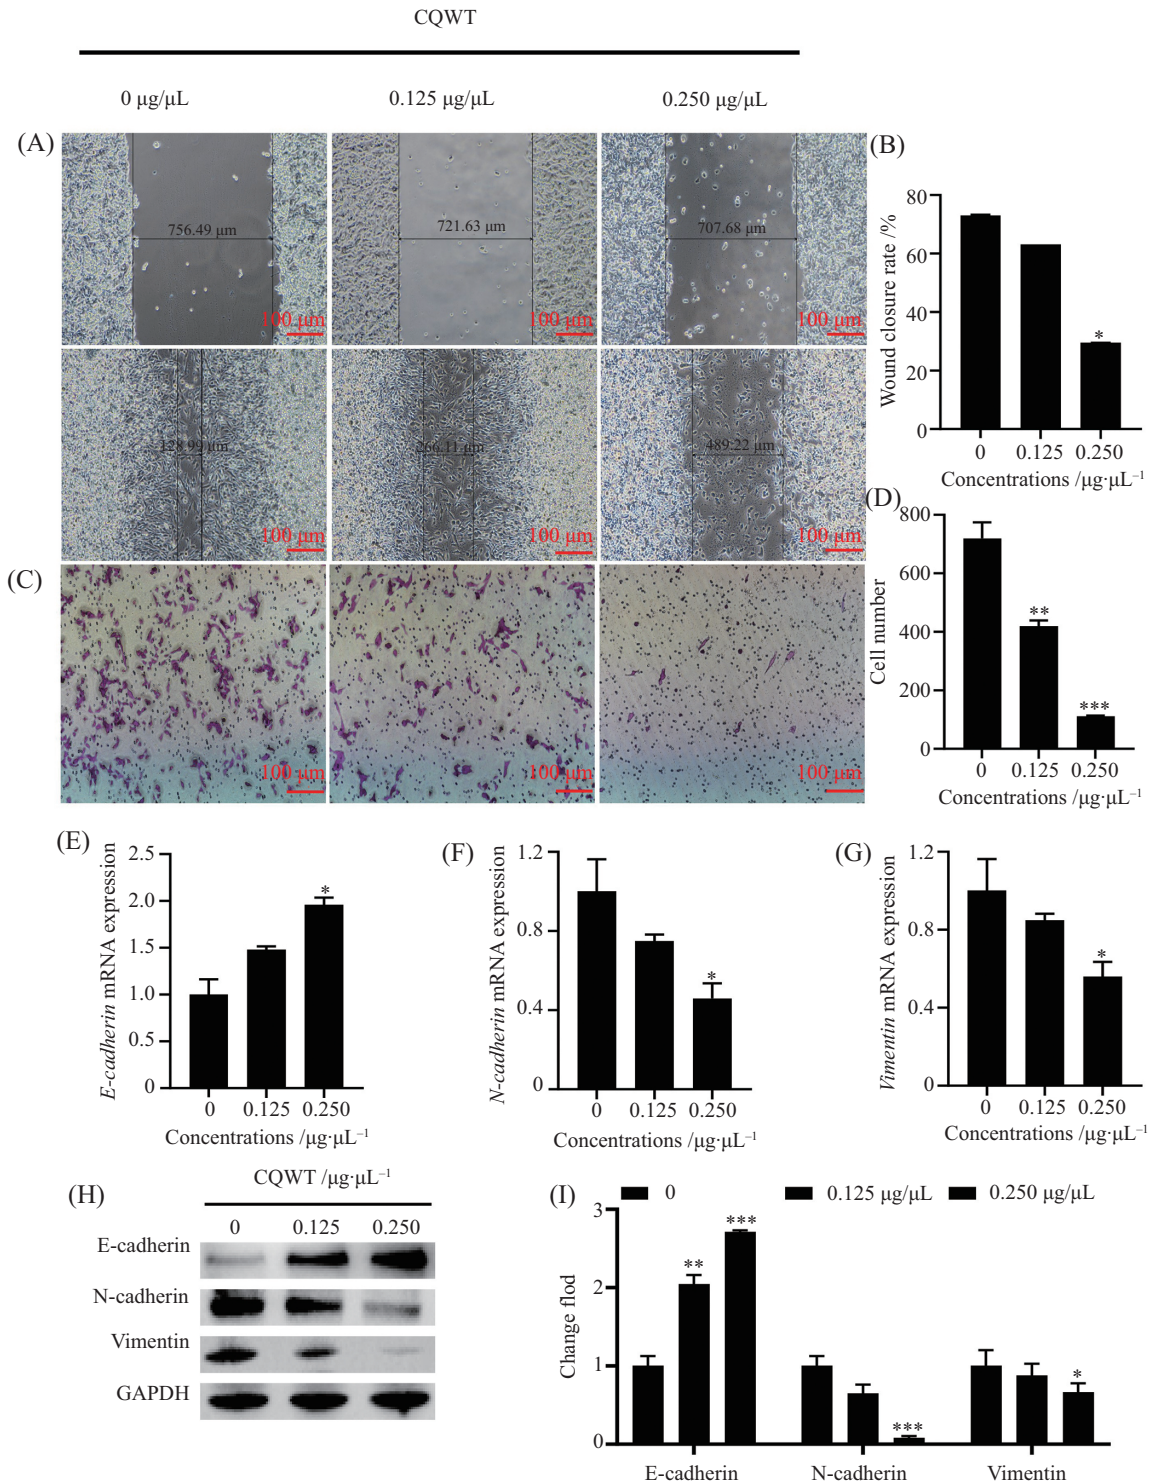 CQWT
0 μg/μL 0.125 μg/μL 0.250 μg/μL
(A)
756.49 μm 721.63 μm 707.68 μm
100 μm 100 μm 100 μm
128.99 μm 266.11 μm 489.22 μm
100 μm 100 μm 100 μm
(B)
Wound closure rate /%
80
60
40
20
0
*
0 0.125 0.250
Concentrations /μg·μL⁻¹
(C)
100 μm 100 μm 100 μm
(D)
Cell number
800
600
400
200
0
**
***
0 0.125 0.250
Concentrations /μg·μL⁻¹
(E)
E-cadherin mRNA expression
2.5
2.0
1.5
1.0
0.5
0
*
0 0.125 0.250
Concentrations /μg·μL⁻¹
(F)
N-cadherin mRNA expression
1.2
0.8
0.4
0
*
0 0.125 0.250
Concentrations /μg·μL⁻¹
(G)
Vimentin mRNA expression
1.2
0.8
0.4
0
*
0 0.125 0.250
Concentrations /μg·μL⁻¹
(H)
CQWT /μg·μL⁻¹
0 0.125 0.250
E-cadherin
N-cadherin
Vimentin
GAPDH
(I)
0 0.125 μg/μL 0.250 μg/μL
Change flod
3
2
1
0
** ***
***
*
E-cadherin N-cadherin Vimentin